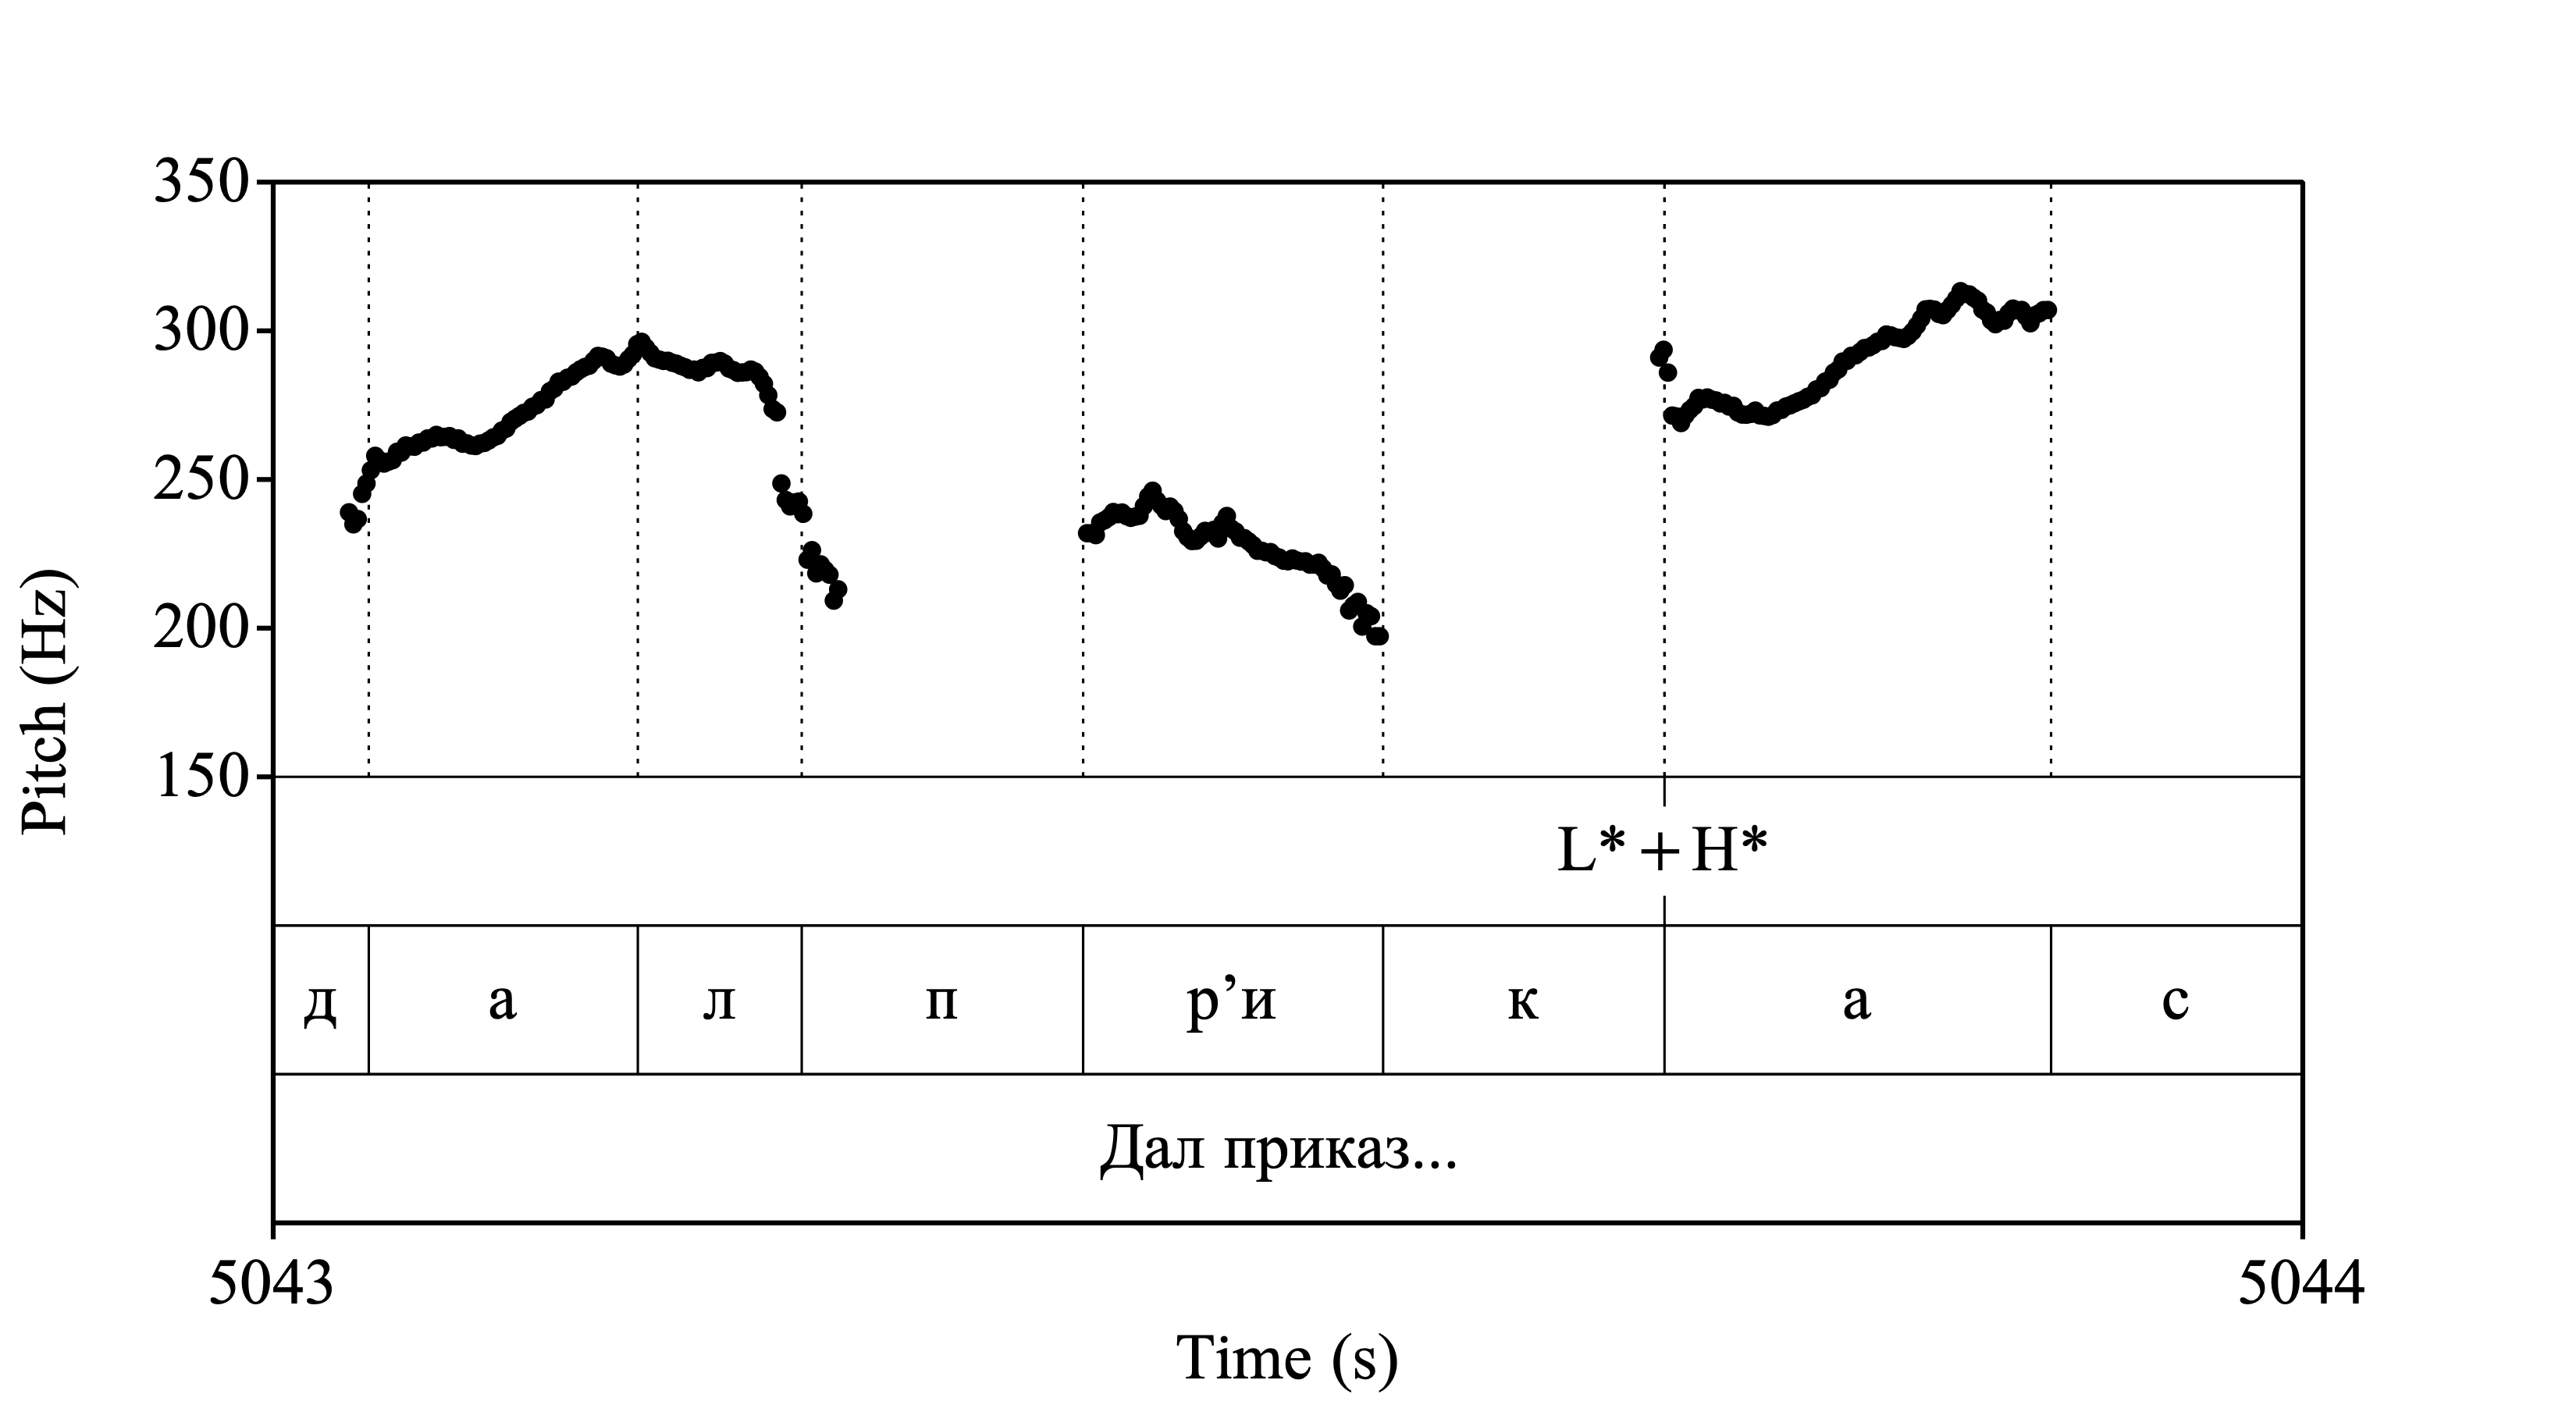 350
300
250
200
150
Pitch (Hz)
L*+H*
д а л п р’и к а с
Дал приказ...
5043 5044
Time (s)